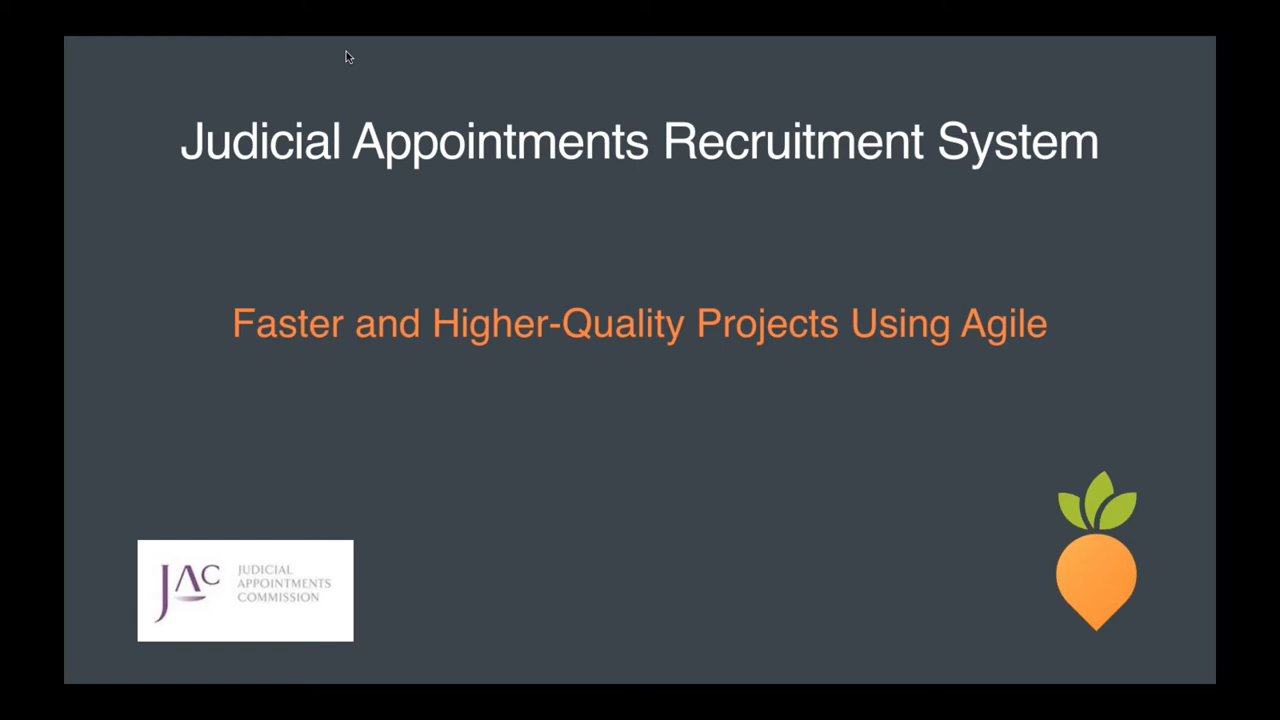 Judicial Appointments Recruitment System
Faster and Higher-Quality Projects Using Agile
JAC
JUDICIAL
APPOINTMENTS
COMMISSION